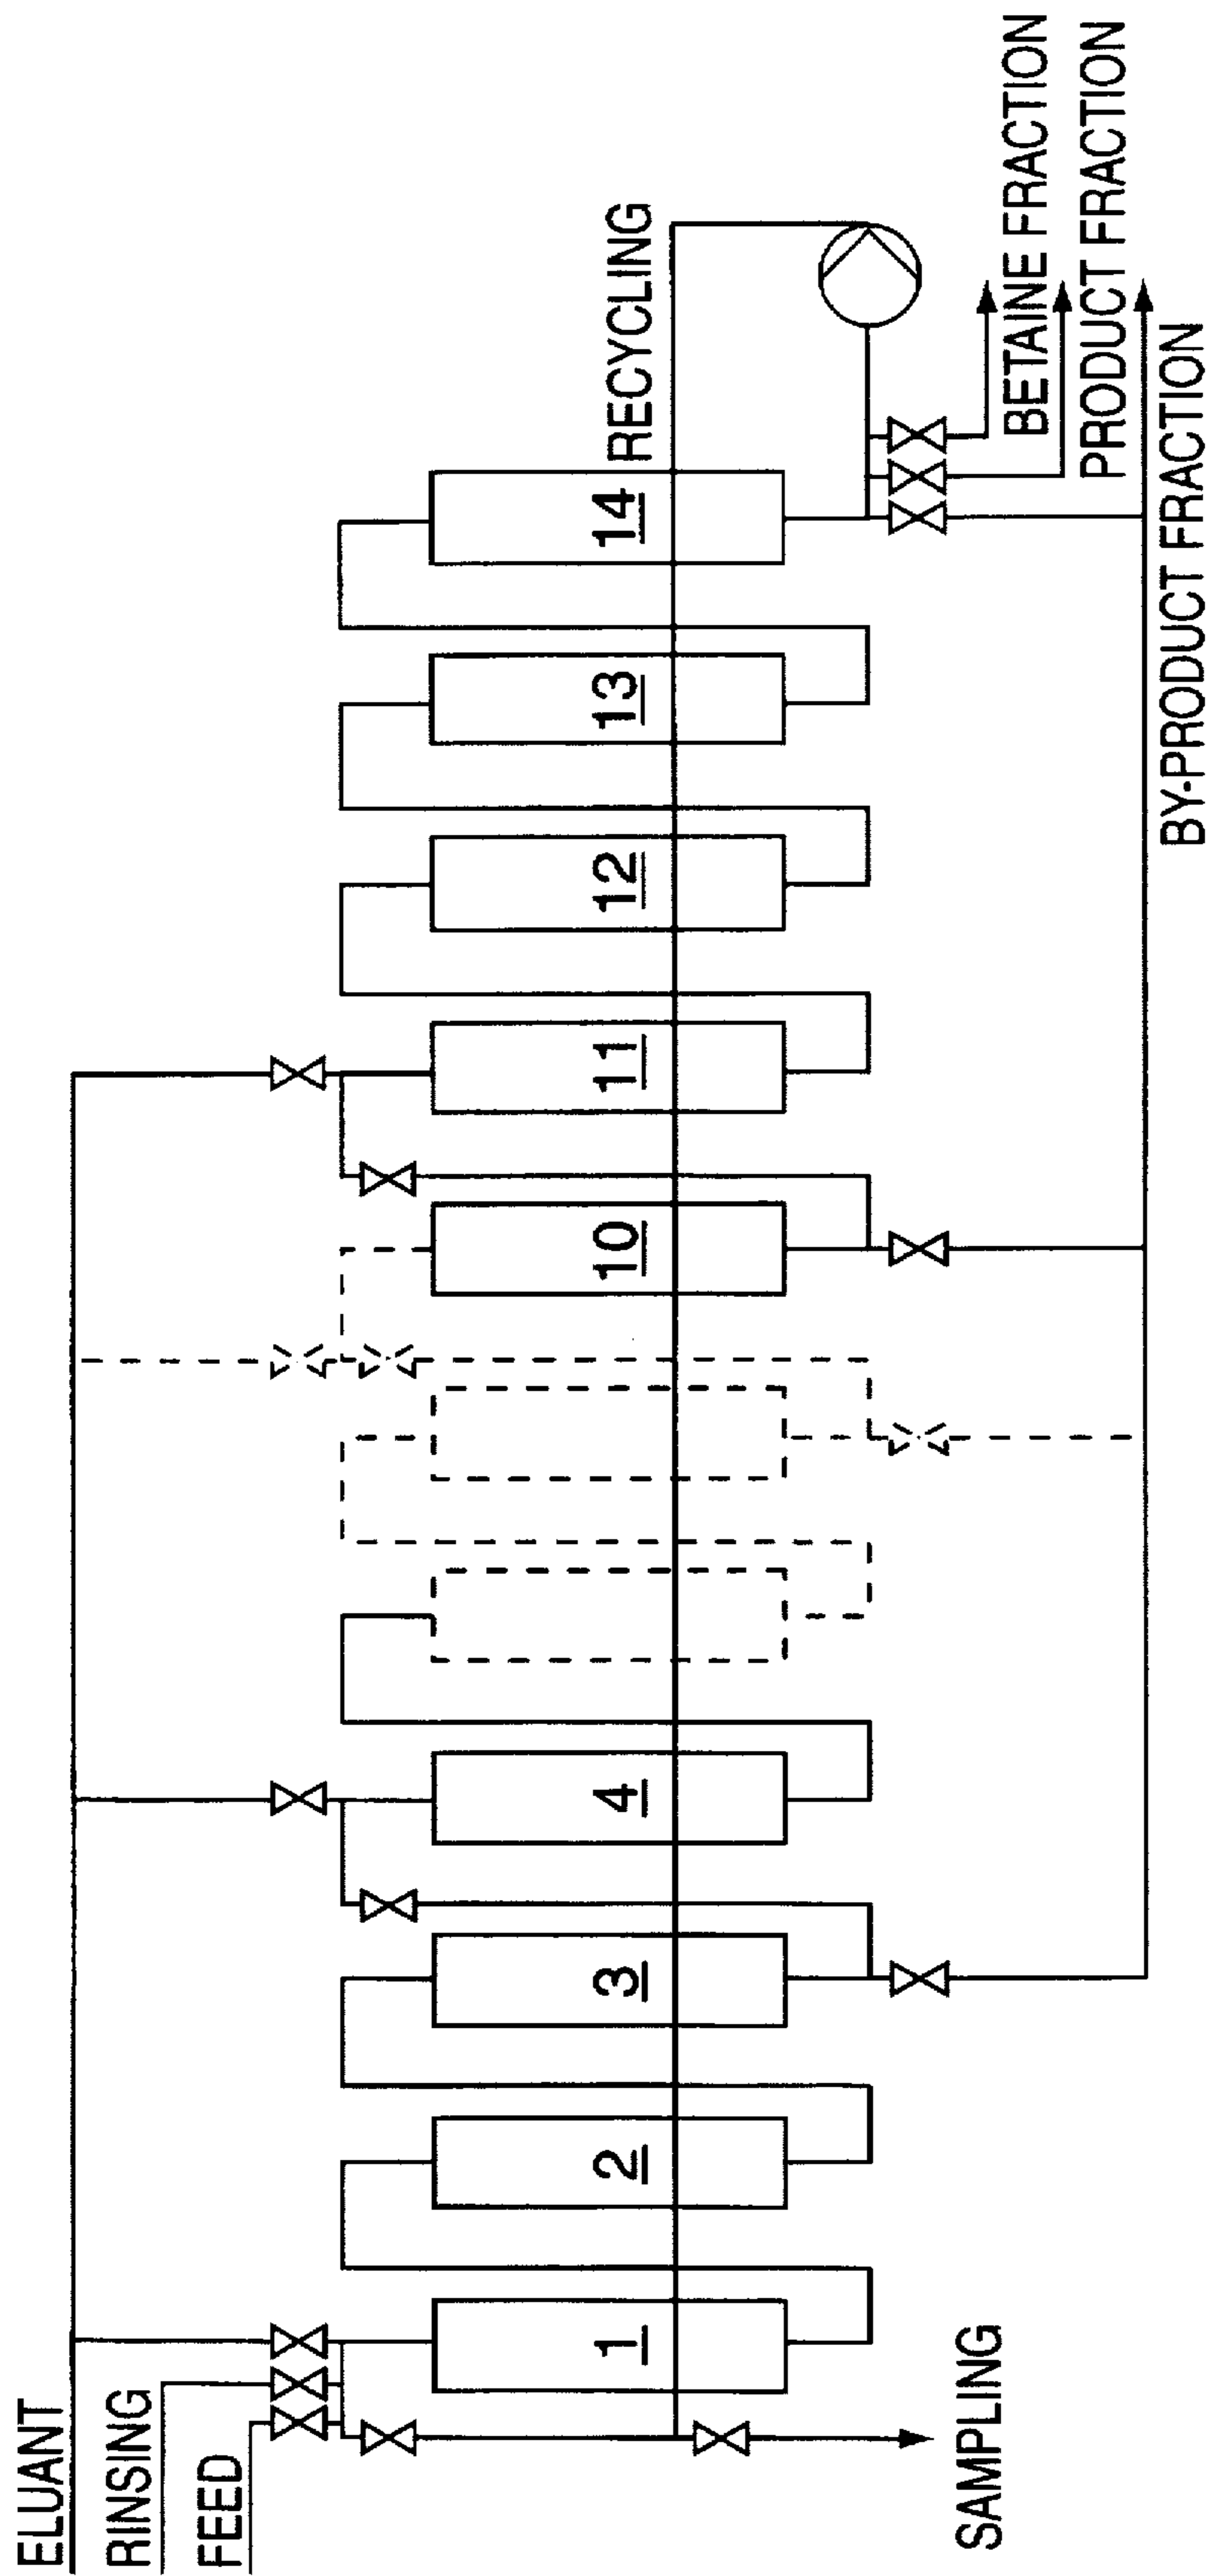 ELUANT
RINSING
FEED
1
2
3
4
10
11
12
13
14
RECYCLING
SAMPLING
BETAINE FRACTION
PRODUCT FRACTION
BY-PRODUCT FRACTION